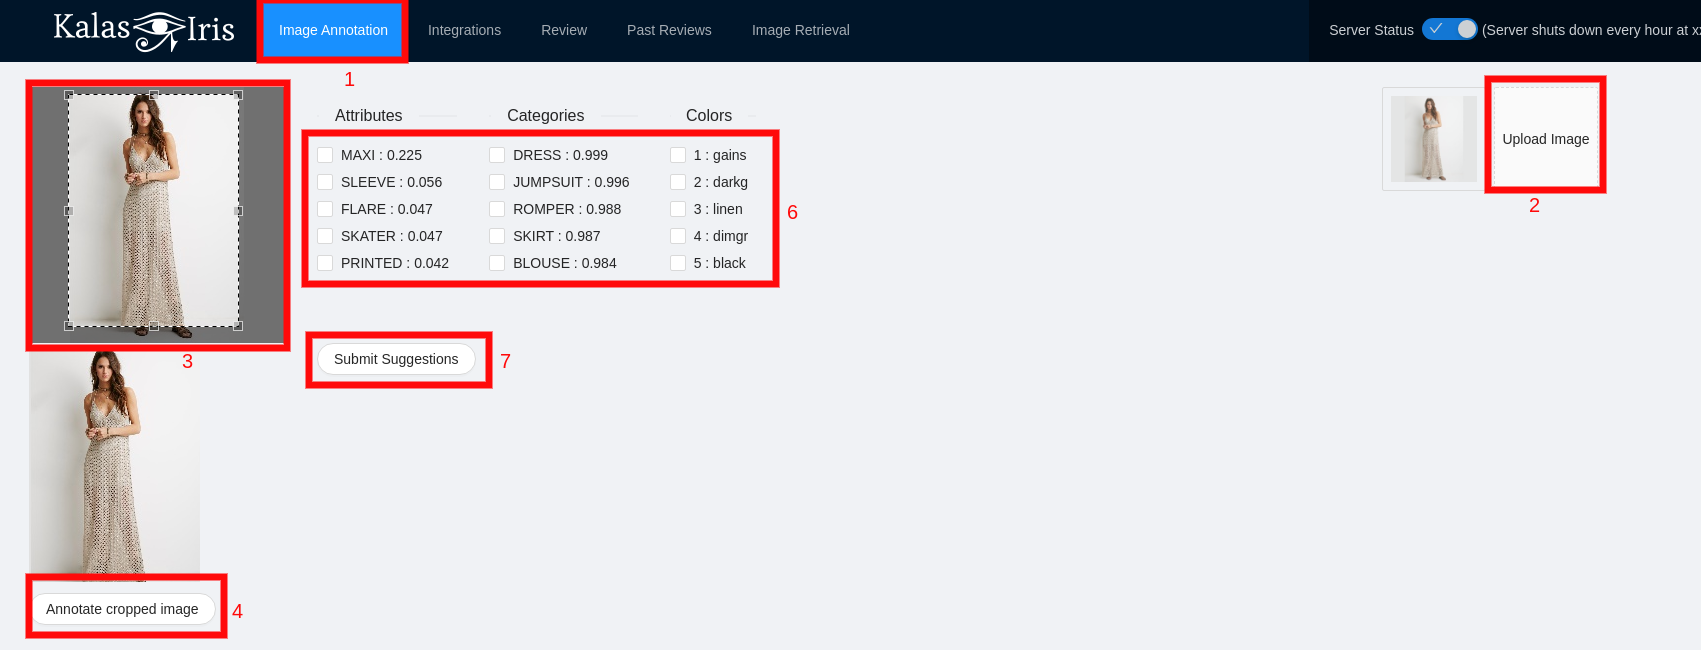 Kalas Iris
Image Annotation
Integrations
Review
Past Reviews
Image Retrieval
Server Status
(Server shuts down every hour at xx
1
Attributes
Categories
Colors
MAXI : 0.225
DRESS : 0.999
1 : gains
SLEEVE : 0.056
JUMPSUIT : 0.996
2 : darkg
FLARE : 0.047
ROMPER : 0.988
3 : linen
SKATER : 0.047
SKIRT : 0.987
4 : dimgr
PRINTED : 0.042
BLOUSE : 0.984
5 : black
6
Upload Image
2
3
Submit Suggestions
7
Annotate cropped image
4